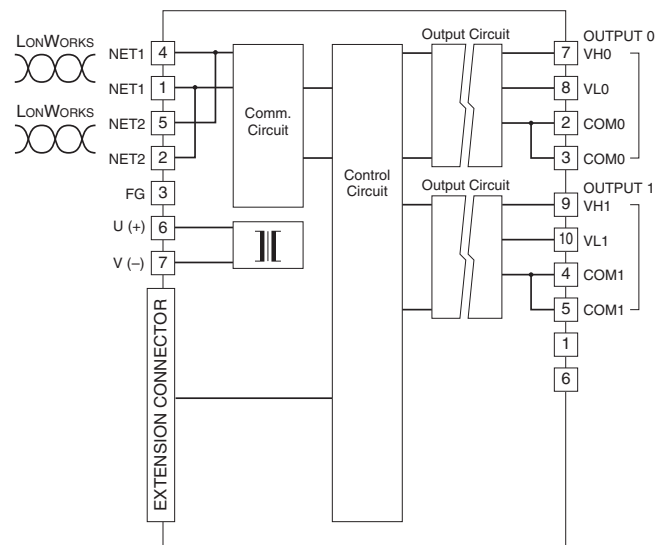 LONWORKS
NET1 4
NET1 1
LONWORKS
NET2 5
NET2 2
FG 3
U (+) 6
V (–) 7
EXTENSION CONNECTOR
Comm.
Circuit
Control
Circuit
Output Circuit
OUTPUT 0
7 VH0
8 VL0
2 COM0
3 COM0
Output Circuit
OUTPUT 1
9 VH1
10 VL1
4 COM1
5 COM1
1
6